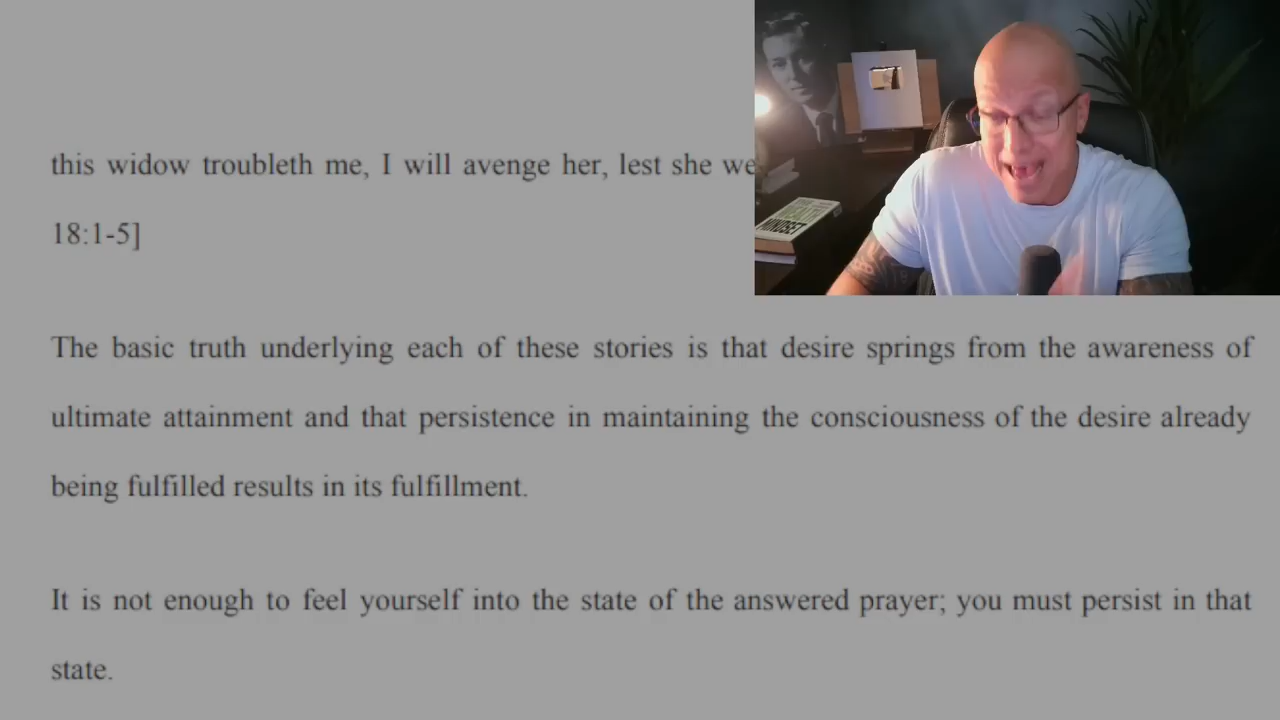 this widow troubleth me, I will avenge her, lest she we
18:1-5]
The basic truth underlying each of these stories is that desire springs from the awareness of
ultimate attainment and that persistence in maintaining the consciousness of the desire already
being fulfilled results in its fulfillment.
It is not enough to feel yourself into the state of the answered prayer; you must persist in that
state.
MINDSET